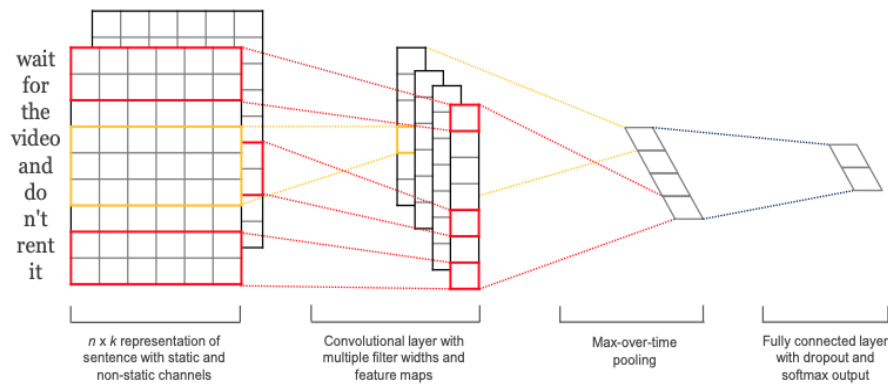 wait
for
the
video
and
do
n't
rent
it
n x k representation of
sentence with static and
non-static channels
Convolutional layer with
multiple filter widths and
feature maps
Max-over-time
pooling
Fully connected layer
with dropout and
softmax output